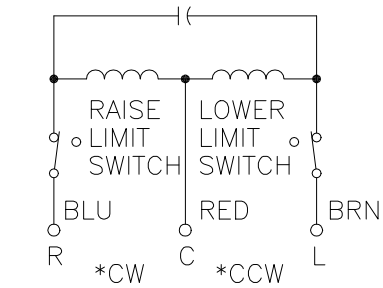 RAISE LOWER
LIMIT LIMIT
SWITCH SWITCH
BLU RED BRN
R C L
*CW *CCW